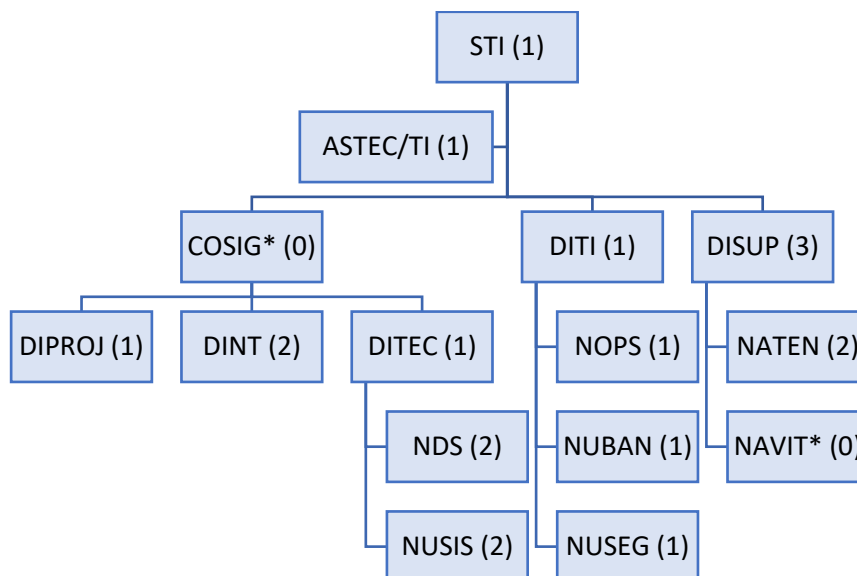 STI (1)
ASTEC/TI (1)
COSIG* (0)
DITI (1)
DISUP (3)
DIPROJ (1)
DINT (2)
DITEC (1)
NOPS (1)
NATEN (2)
NDS (2)
NUBAN (1)
NAVIT* (0)
NUSIS (2)
NUSEG (1)